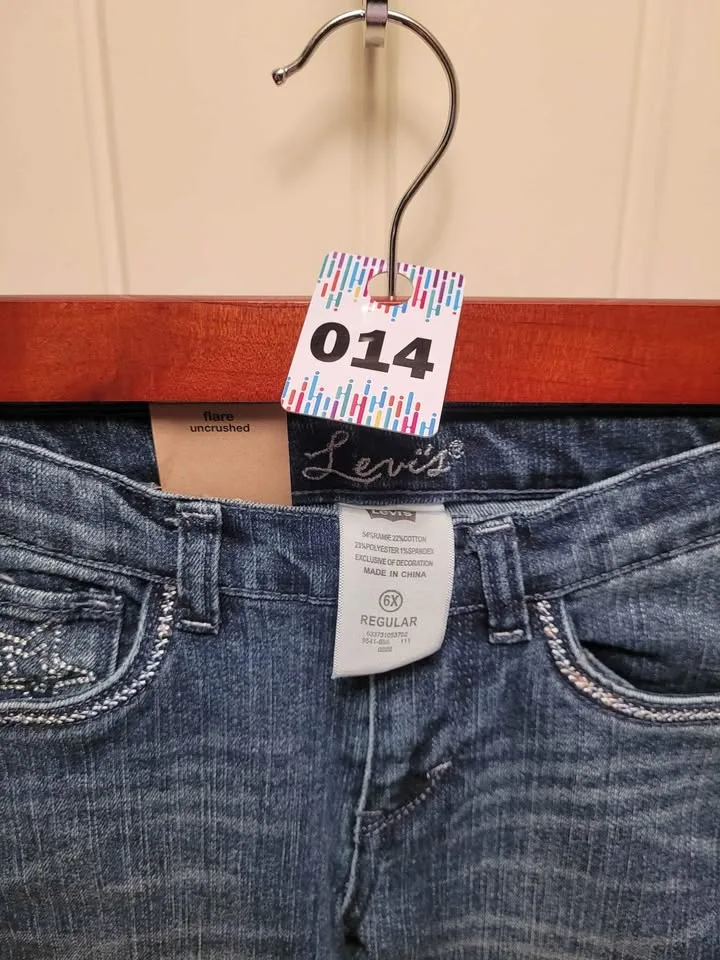 014
flare
uncrushed
Levi's®
LEVI'S
54%RAMIE 22%COTTON
23%POLYESTER 1%SPANDEX
EXCLUSIVE OF DECORATION
MADE IN CHINA
6X
REGULAR